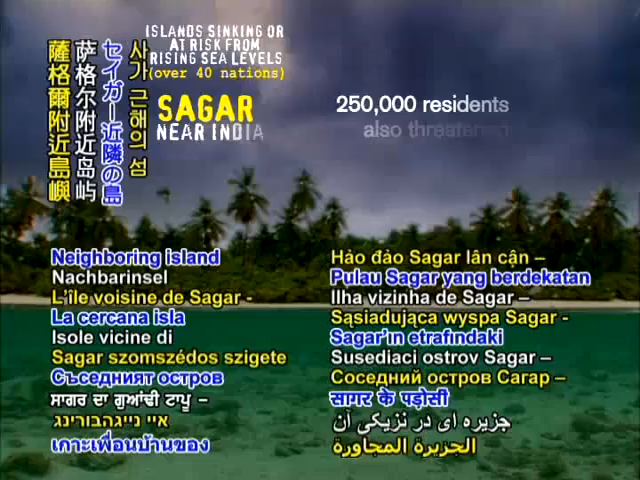 ISLANDS SINKING OR
AT RISK FROM
RISING SEA LEVELS
(over 40 nations)
SAGAR
NEAR INDIA
250,000 residents
also threatened
薩格爾附近島嶼
萨格尔附近岛屿
セイガー近隣の島
사가 근해의 섬
Neighboring island
Nachbarinsel
L'île voisine de Sagar -
La cercana isla
Isole vicine di
Sagar szomszédos szigete
Съседният остров
ਸਾਗਰ ਦਾ ਗੁਆਂਢੀ ਟਾਪੂ –
איי נייגהבורינג
เกาะเพื่อนบ้านของ
Hảo đảo Sagar lân cận –
Pulau Sagar yang berdekatan
Ilha vizinha de Sagar –
Sąsiadująca wyspa Sagar -
Sagar'ın etrafindaki
Susediaci ostrov Sagar –
Соседний остров Сагар –
सागर के पड़ोसी
جزیره ای در نزیکی آن
الجزيرة المجاورة